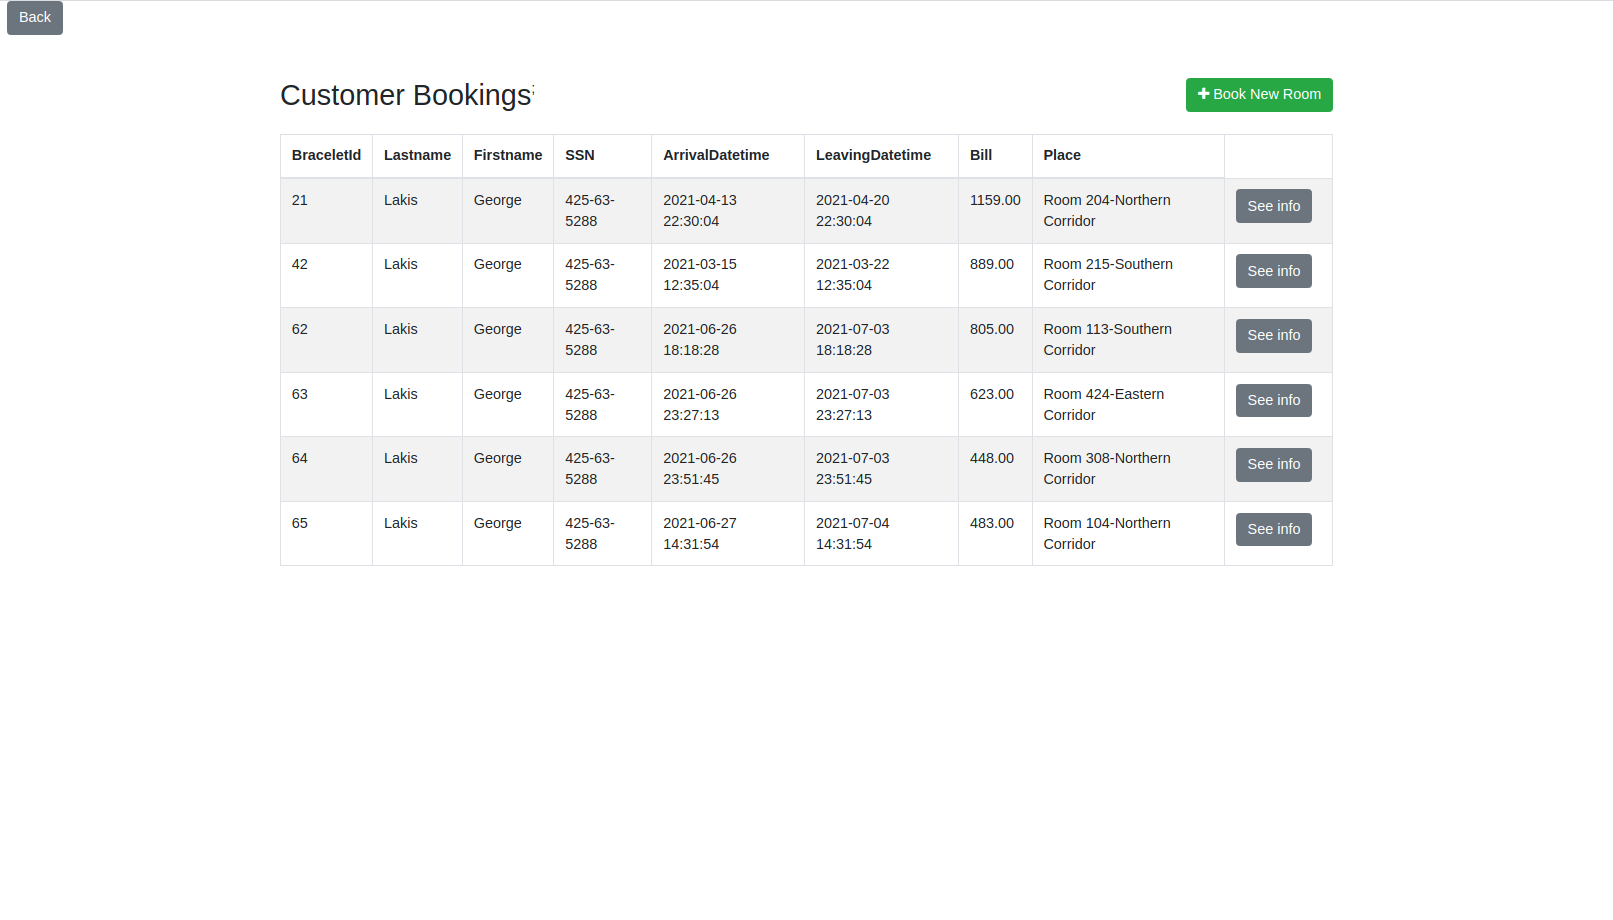 Back
Customer Bookings;
Book New Room
BraceletId Lastname Firstname SSN ArrivalDatetime LeavingDatetime Bill Place
21 Lakis George 425-63- 2021-04-13 2021-04-20 1159.00 Room 204-Northern See info
5288 22:30:04 22:30:04 Corridor
42 Lakis George 425-63- 2021-03-15 2021-03-22 889.00 Room 215-Southern See info
5288 12:35:04 12:35:04 Corridor
62 Lakis George 425-63- 2021-06-26 2021-07-03 805.00 Room 113-Southern See info
5288 18:18:28 18:18:28 Corridor
63 Lakis George 425-63- 2021-06-26 2021-07-03 623.00 Room 424-Eastern See info
5288 23:27:13 23:27:13 Corridor
64 Lakis George 425-63- 2021-06-26 2021-07-03 448.00 Room 308-Northern See info
5288 23:51:45 23:51:45 Corridor
65 Lakis George 425-63- 2021-06-27 2021-07-04 483.00 Room 104-Northern See info
5288 14:31:54 14:31:54 Corridor